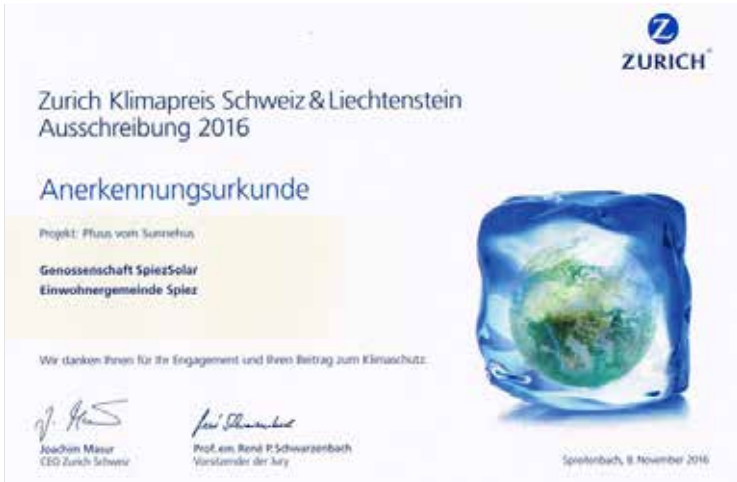 Z
ZURICH®
Zurich Klimapreis Schweiz & Liechtenstein
Ausschreibung 2016
Anerkennungsurkunde
Projekt: Pfuus vom Sunnehus
Genossenschaft SpiezSolar
Einwohnergemeinde Spiez
Wir danken Ihnen für Ihr Engagement und Ihren Beitrag zum Klimaschutz.
Joachim Masur
CEO Zurich Schweiz
Prof. em. René P. Schwarzenbach
Vorsitzender der Jury
Spreitenbach, 8. November 2016